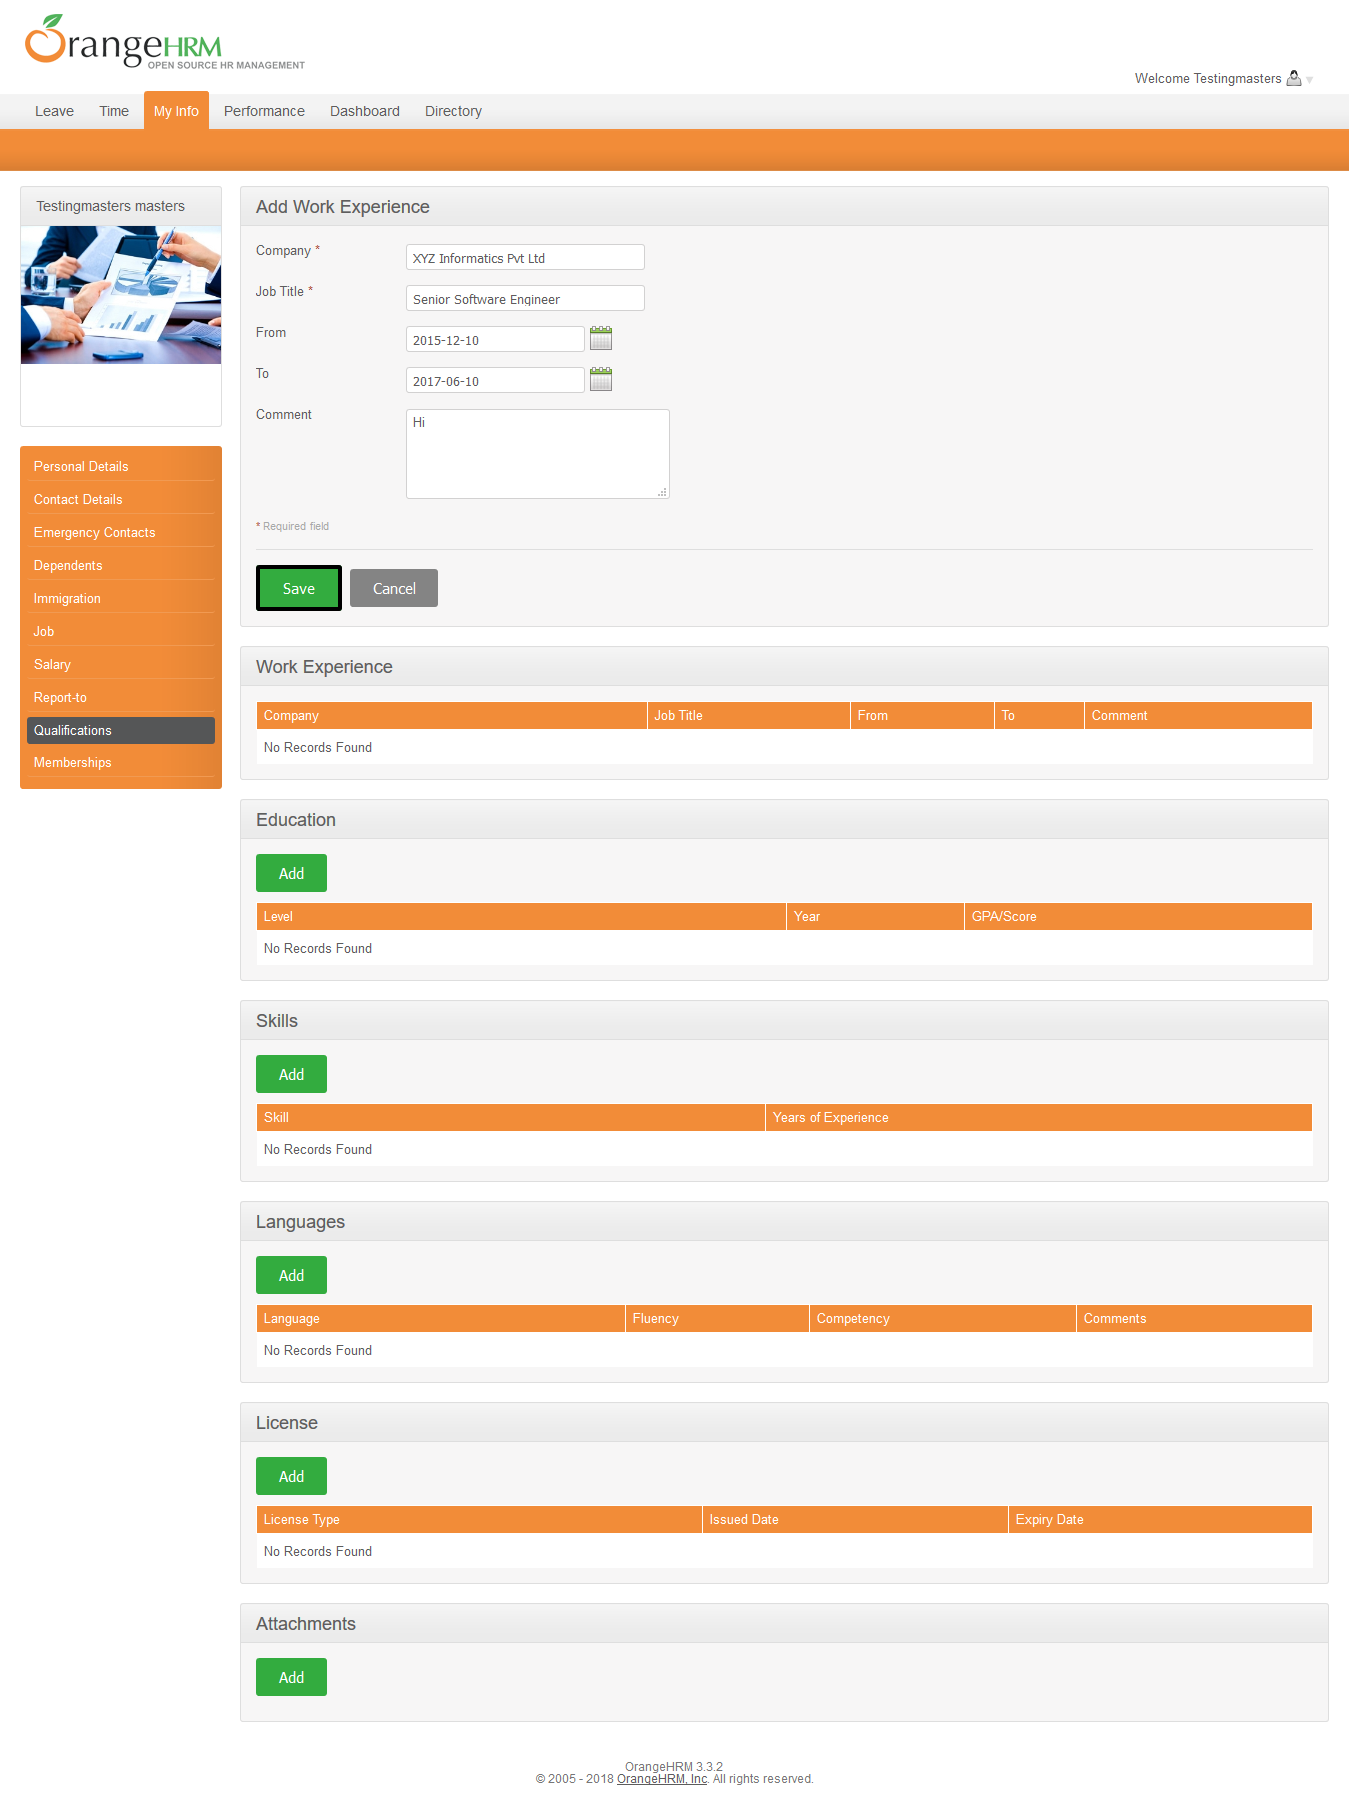 OrangeHRM
OPEN SOURCE HR MANAGEMENT
Welcome Testingmasters
Leave Time My Info Performance Dashboard Directory
Testingmasters masters
Personal Details
Contact Details
Emergency Contacts
Dependents
Immigration
Job
Salary
Report-to
Qualifications
Memberships
Add Work Experience
Company *
XYZ Informatics Pvt Ltd
Job Title *
Senior Software Engineer
From
2015-12-10
To
2017-06-10
Comment
Hi
* Required field
Save Cancel
Work Experience
Company Job Title From To Comment
No Records Found
Education
Add
Level Year GPA/Score
No Records Found
Skills
Add
Skill Years of Experience
No Records Found
Languages
Add
Language Fluency Competency Comments
No Records Found
License
Add
License Type Issued Date Expiry Date
No Records Found
Attachments
Add
OrangeHRM 3.3.2
© 2005 - 2018 OrangeHRM, Inc. All rights reserved.